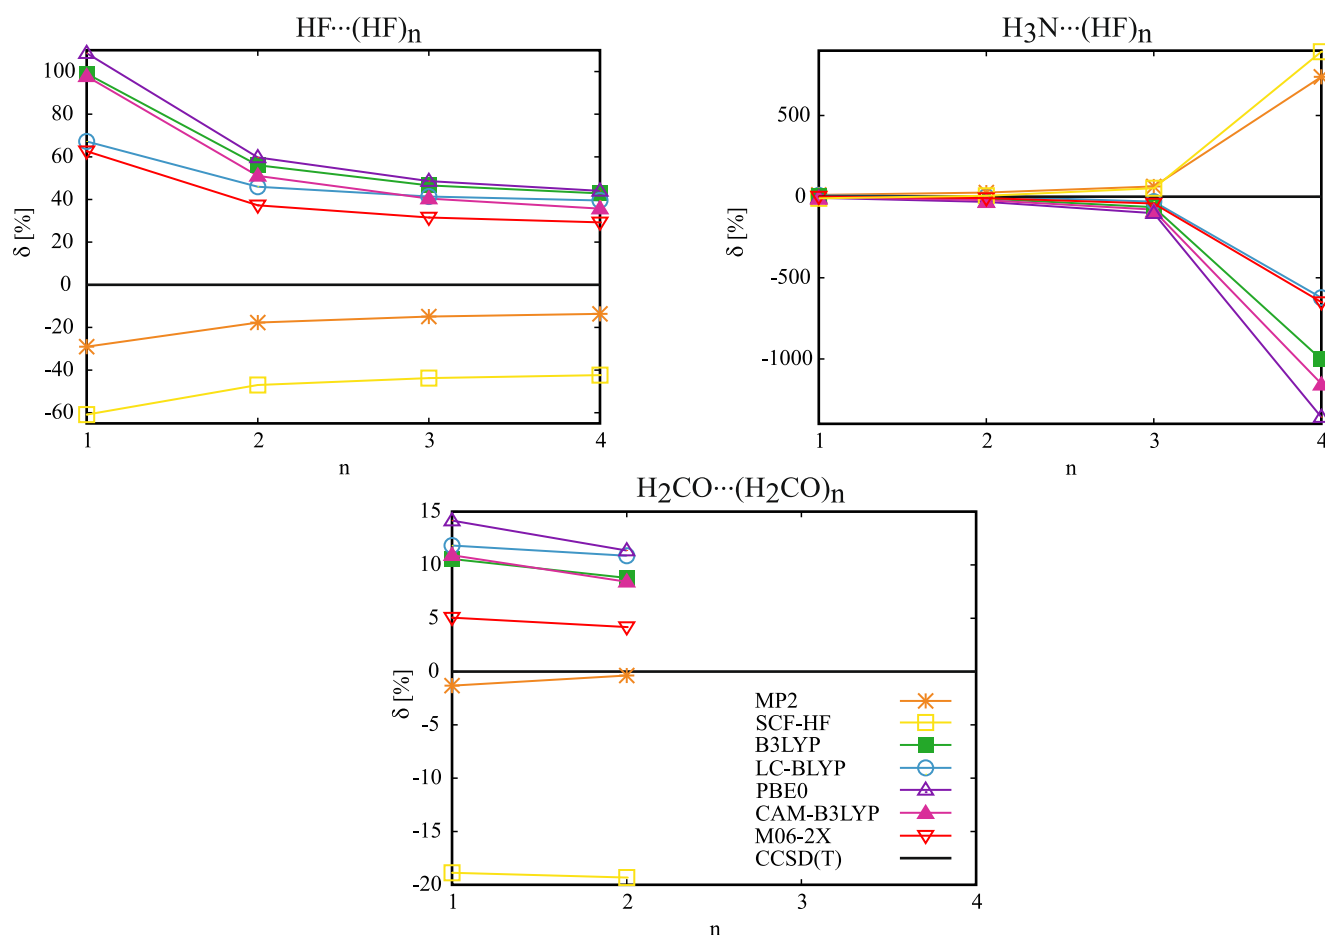 HF···(HF)n
100
80
60
40
20
0
-20
-40
-60
δ [%]
1 2 3 4
n
H3N···(HF)n
500
0
-500
-1000
δ [%]
1 2 3 4
n
H2CO···(H2CO)n
15
10
5
0
-5
-10
-15
-20
δ [%]
MP2
SCF-HF
B3LYP
LC-BLYP
PBE0
CAM-B3LYP
M06-2X
CCSD(T)
1 2 3 4
n